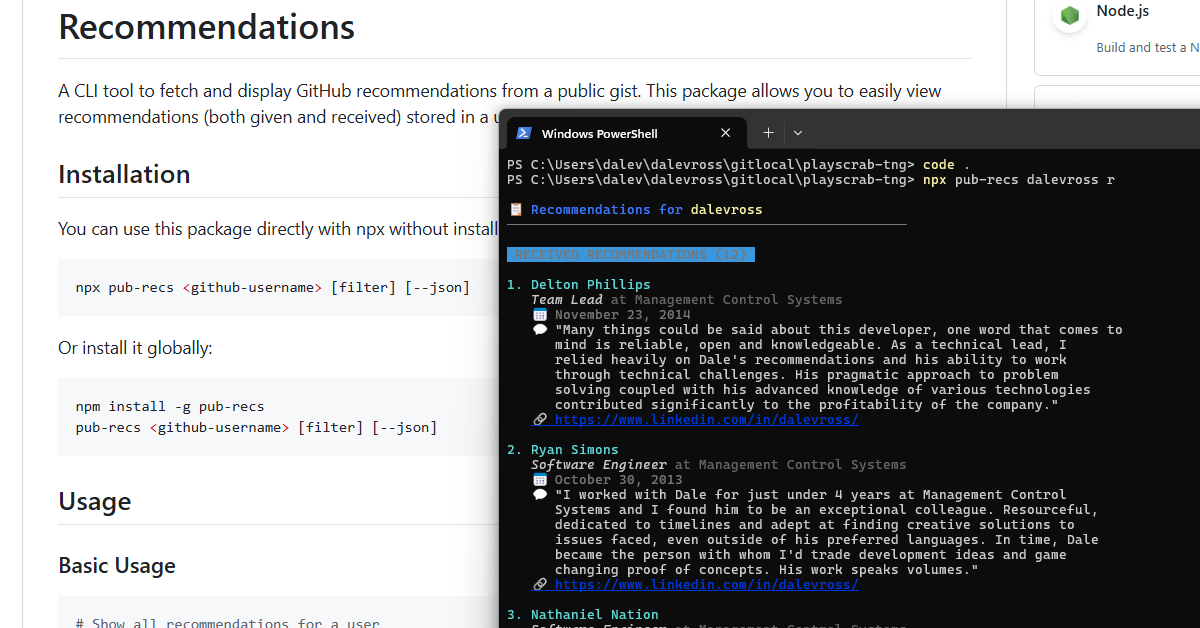 Recommendations
A CLI tool to fetch and display GitHub recommendations from a public gist. This package allows you to easily view
recommendations (both given and received) stored in a
Installation
You can use this package directly with npx without install
npx pub-recs <github-username> [filter] [--json]
Or install it globally:
npm install -g pub-recs
pub-recs <github-username> [filter] [--json]
Usage
Basic Usage
# Show all recommendations for a user
Node.js
Build and test a N
Windows PowerShell
PS C:\Users\dalev\dalevross\gitlocal\playscrab-tng> code .
PS C:\Users\dalev\dalevross\gitlocal\playscrab-tng> npx pub-recs dalevross r
Recommendations for dalevross
RECEIVED RECOMMENDATIONS (12)
1. Delton Phillips
Team Lead at Management Control Systems
November 23, 2014
"Many things could be said about this developer, one word that comes to
mind is reliable, open and knowledgeable. As a technical lead, I
relied heavily on Dale's recommendations and his ability to work
through technical challenges. His pragmatic approach to problem
solving coupled with his advanced knowledge of various technologies
contributed significantly to the profitability of the company."
https://www.linkedin.com/in/dalevross/
2. Ryan Simons
Software Engineer at Management Control Systems
October 30, 2013
"I worked with Dale for just under 4 years at Management Control
Systems and I found him to be an exceptional colleague. Resourceful,
dedicated to timelines and adept at finding creative solutions to
issues faced, even outside of his preferred languages. In time, Dale
became the person with whom I'd trade development ideas and game
changing proof of concepts. His work speaks volumes."
https://www.linkedin.com/in/dalevross/
3. Nathaniel Nation
Software Engineer at Management Control Systems